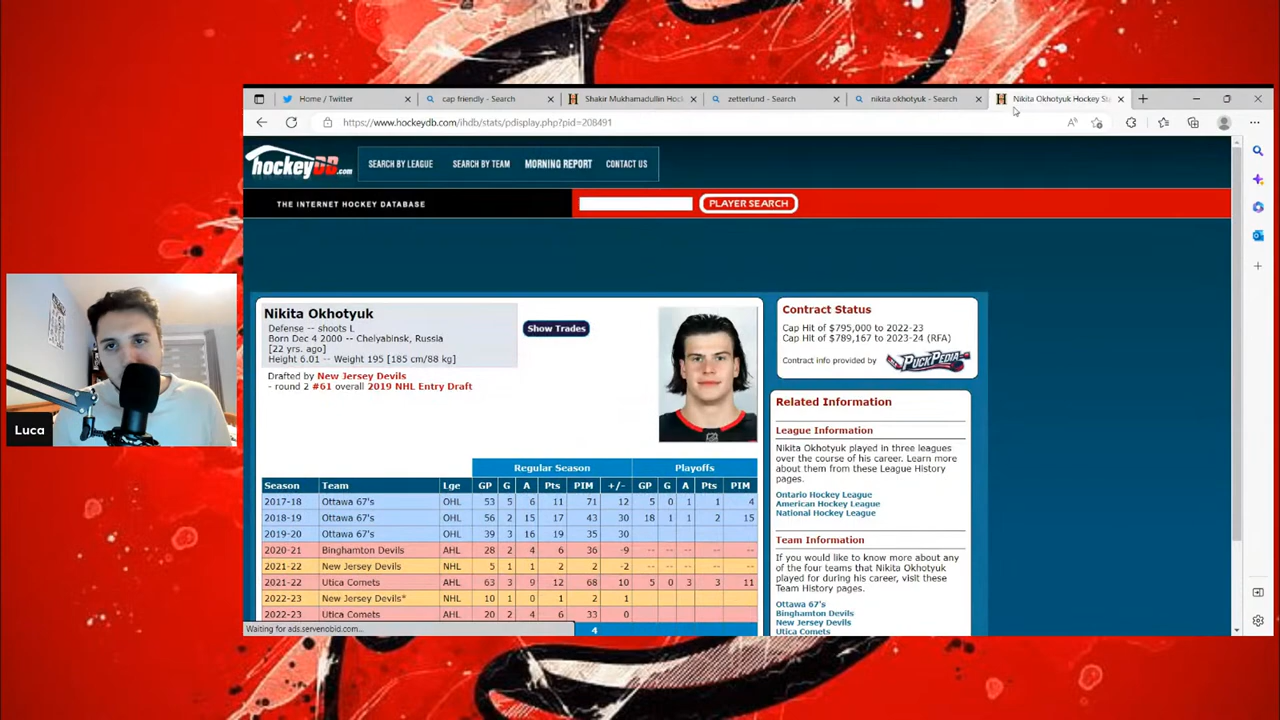 Home / Twitter
cap friendly - Search
Shakir Mukhamadullin Hoc
zetterlund - Search
nikita okhotyuk - Search
Nikita Okhotyuk Hockey St
https://www.hockeydb.com/ihdb/stats/pdisplay.php?pid=208491
hockeyDB.com
SEARCH BY LEAGUE
SEARCH BY TEAM
MORNING REPORT
CONTACT US
THE INTERNET HOCKEY DATABASE
PLAYER SEARCH
Nikita Okhotyuk
Defense -- shoots L
Born Dec 4 2000 -- Chelyabinsk, Russia
[22 yrs. ago]
Height 6.01 -- Weight 195 [185 cm/88 kg]
Show Trades
Drafted by New Jersey Devils
- round 2 #61 overall 2019 NHL Entry Draft
Contract Status
Cap Hit of $795,000 to 2022-23
Cap Hit of $789,167 to 2023-24 (RFA)
Contract info provided by PUCKPEDIA
Regular Season Playoffs
Season Team Lge GP G A Pts PIM +/- GP G A Pts PIM
2017-18 Ottawa 67's OHL 53 5 6 11 71 12 5 0 1 1 4
2018-19 Ottawa 67's OHL 56 2 15 17 43 30 18 1 1 2 15
2019-20 Ottawa 67's OHL 39 3 16 19 35 30
2020-21 Binghamton Devils AHL 28 2 4 6 36 -9 -- -- -- -- --
2021-22 New Jersey Devils NHL 5 1 1 2 2 -2 -- -- -- -- --
2021-22 Utica Comets AHL 63 3 9 12 68 10 5 0 3 3 11
2022-23 New Jersey Devils* NHL 10 1 0 1 2 1
2022-23 Utica Comets AHL 20 2 4 6 33 0
4
Related Information
League Information
Nikita Okhotyuk played in three leagues
over the course of his career. Learn more
about them from these League History
pages.
Ontario Hockey League
American Hockey League
National Hockey League
Team Information
If you would like to know more about any
of the four teams that Nikita Okhotyuk
played for during his career, visit these
Team History pages.
Ottawa 67's
Binghamton Devils
New Jersey Devils
Utica Comets
Waiting for ads.servenobid.com...
Luca